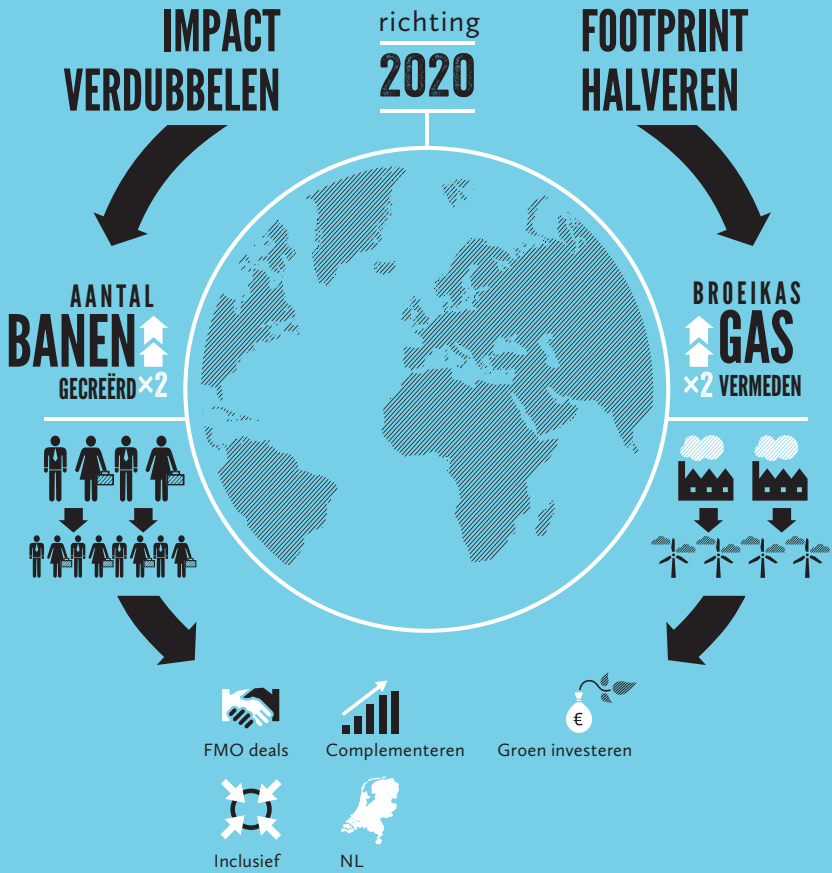 IMPACT
VERDUBBELEN
richting
2020
FOOTPRINT
HALVEREN
AANTAL
BANEN
GECREËRD ×2
BROEIKAS
GAS
×2 VERMEDEN
FMO deals
Complementeren
€
Groen investeren
Inclusief
NL